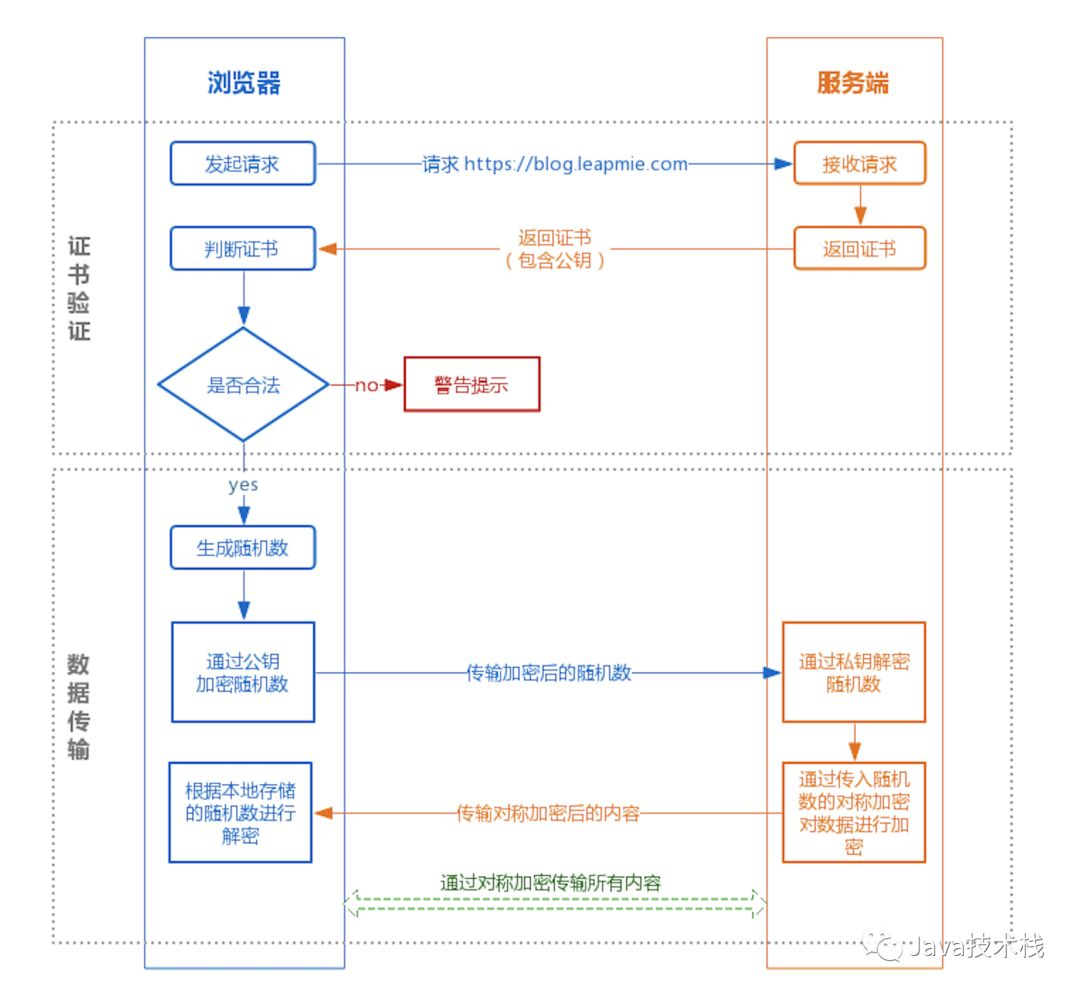 浏览器
服务端
证书验证
发起请求
请求 https://blog.leapmie.com
接收请求
判断证书
返回证书
（包含公钥）
返回证书
是否合法
no
警告提示
yes
数据传输
生成随机数
通过公钥
加密随机数
传输加密后的随机数
通过私钥解密
随机数
根据本地存储
的随机数进行
解密
传输对称加密后的内容
通过传入随机
数的对称加密
对数据进行加
密
通过对称加密传输所有内容
Java技术栈